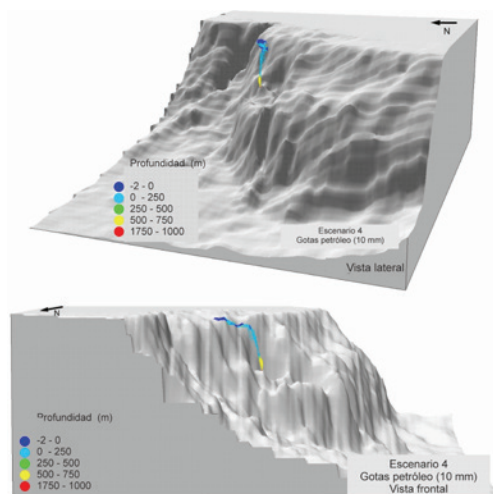 N
Profundidad (m)
-2 - 0
0 - 250
250 - 500
500 - 750
1750 - 1000
Escenario 4
Gotas petróleo (10 mm)
Vista lateral
N
Profundidad (m)
-2 - 0
0 - 250
250 - 500
500 - 750
1750 - 1000
Escenario 4
Gotas petróleo (10 mm)
Vista frontal